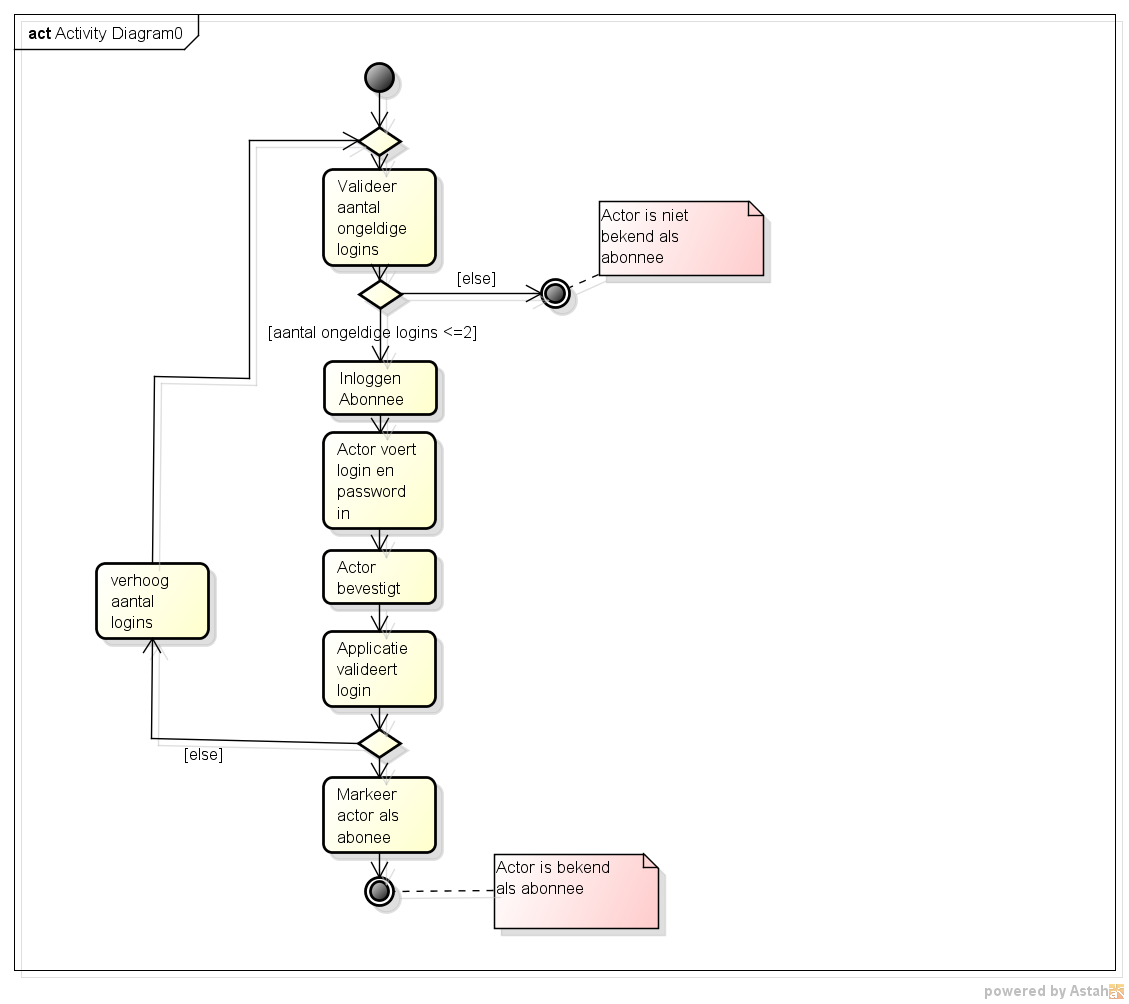 act Activity Diagram0
Valideer
aantal
ongeldige
logins
Actor is niet
bekend als
abonnee
[else]
[aantal ongeldige logins <=2]
Inloggen
Abonnee
Actor voert
login en
password
in
Actor
bevestigt
verhoog
aantal
logins
Applicatie
valideert
login
[else]
Markeer
actor als
abonee
Actor is bekend
als abonnee
powered by Astah